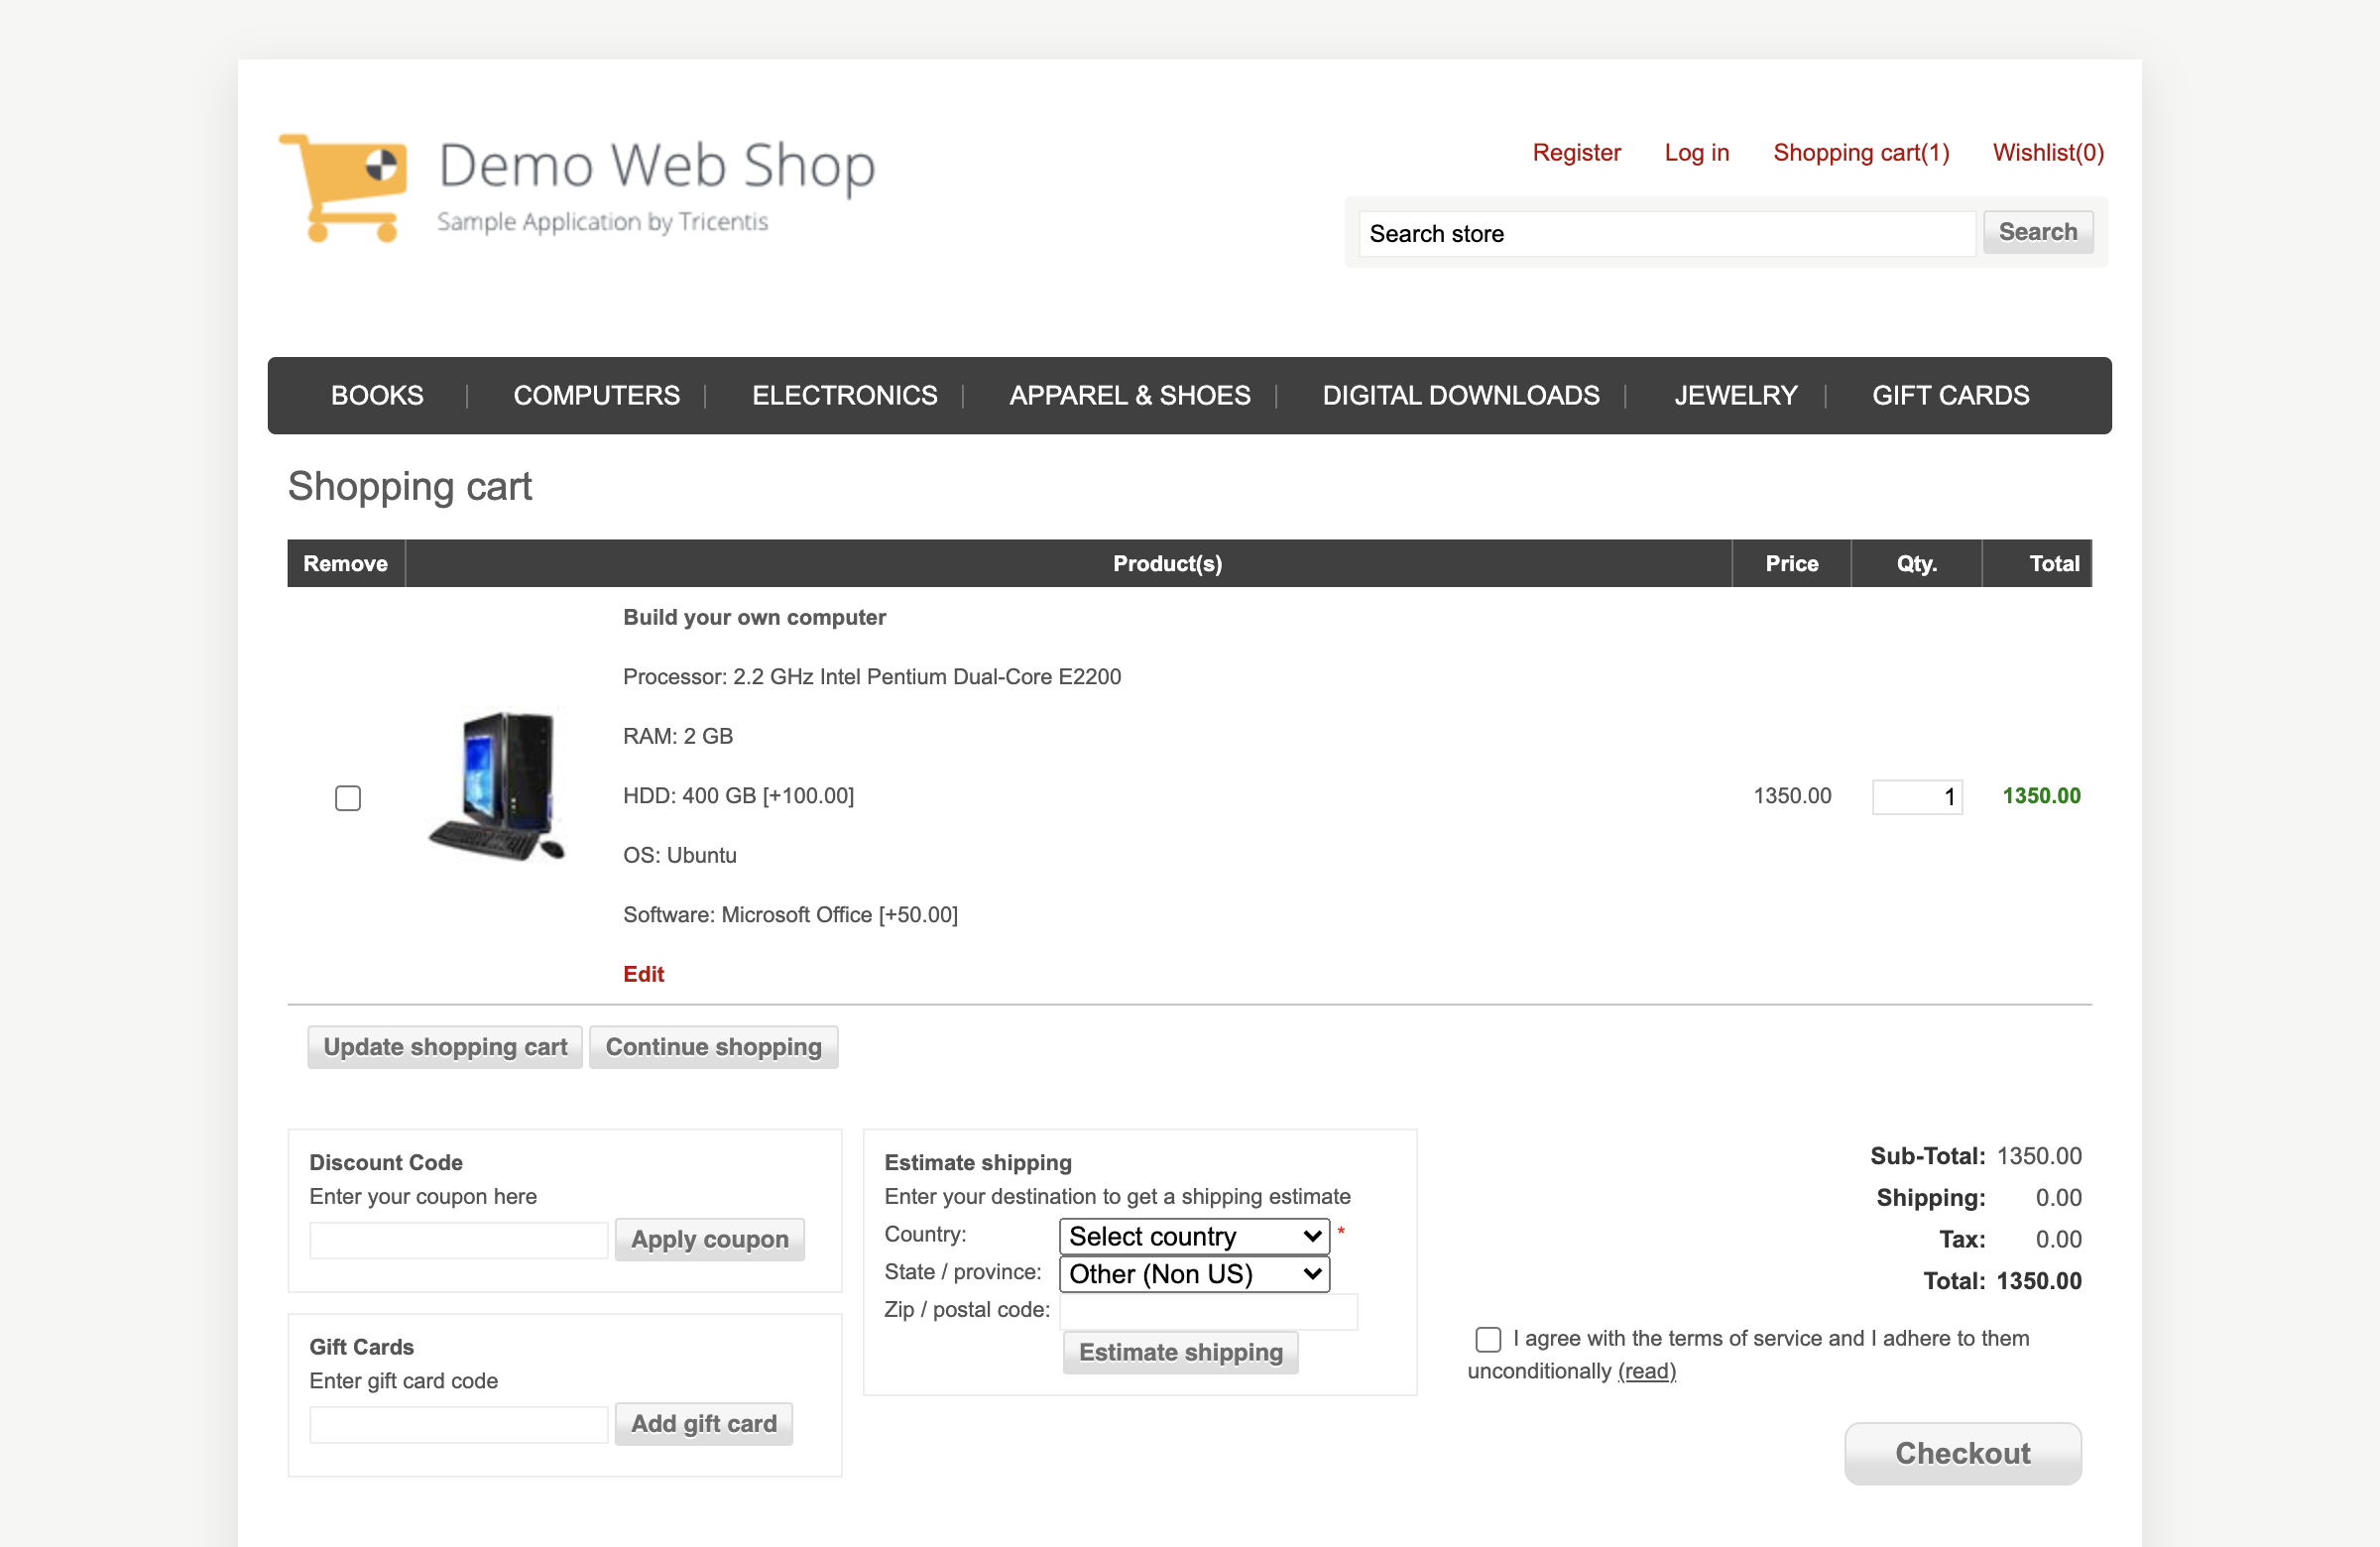 Demo Web Shop
Sample Application by Tricentis
Register Log in Shopping cart(1) Wishlist(0)
Search store Search
BOOKS COMPUTERS ELECTRONICS APPAREL & SHOES DIGITAL DOWNLOADS JEWELRY GIFT CARDS
Shopping cart
Remove Product(s) Price Qty. Total
Build your own computer
Processor: 2.2 GHz Intel Pentium Dual-Core E2200
RAM: 2 GB
HDD: 400 GB [+100.00] 1350.00 1 1350.00
OS: Ubuntu
Software: Microsoft Office [+50.00]
Edit
Update shopping cart Continue shopping
Discount Code
Enter your coupon here
Apply coupon
Gift Cards
Enter gift card code
Add gift card
Estimate shipping
Enter your destination to get a shipping estimate
Country: Select country *
State / province: Other (Non US)
Zip / postal code:
Estimate shipping
Sub-Total: 1350.00
Shipping: 0.00
Tax: 0.00
Total: 1350.00
I agree with the terms of service and I adhere to them
unconditionally (read)
Checkout